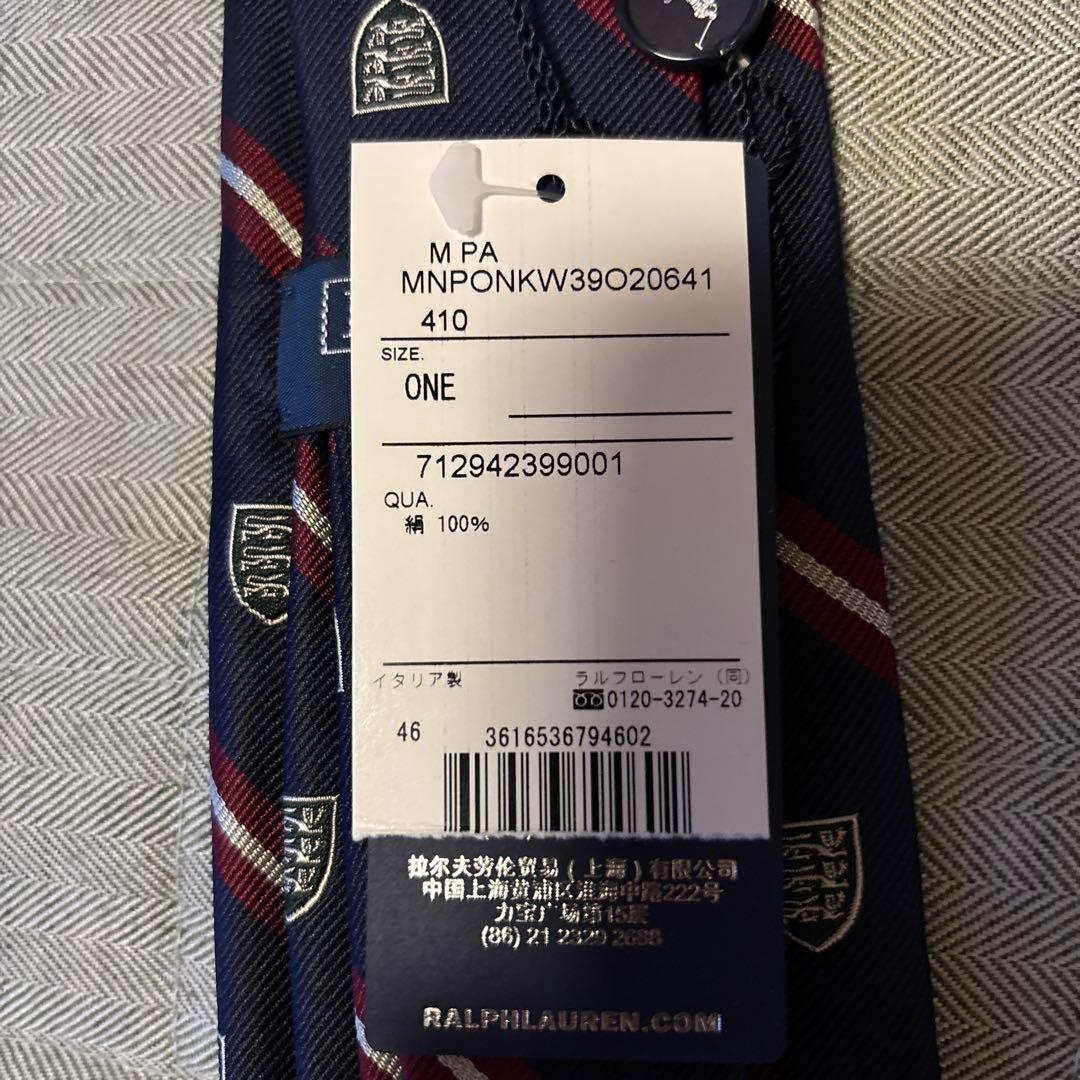 M PA
MNPONKW39O20641
410
SIZE.
ONE
712942399001
QUA.
絹 100%
イタリア製
ラルフローレン (同)
0120-3274-20
46
3616536794602
拉尔夫劳伦贸易(上海)有限公司
中国上海黄浦区淮海中路222号
力宝广场第15层
(86) 21 2329 2688
RALPHLAUREN.COM